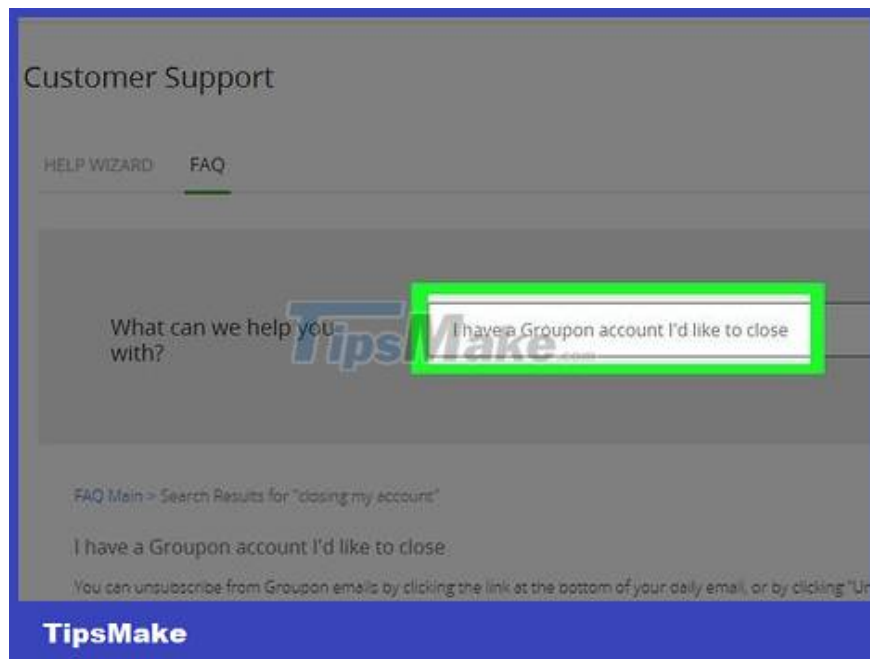 Customer Support
HELP WIZARD FAQ
What can we help you
with?
I have a Groupon account I'd like to close
TipsMake.com
FAQ Main > Search Results for "closing my account"
I have a Groupon account I'd like to close
You can unsubscribe from Groupon emails by clicking the link at the bottom of your daily email, or by clicking "Un
TipsMake